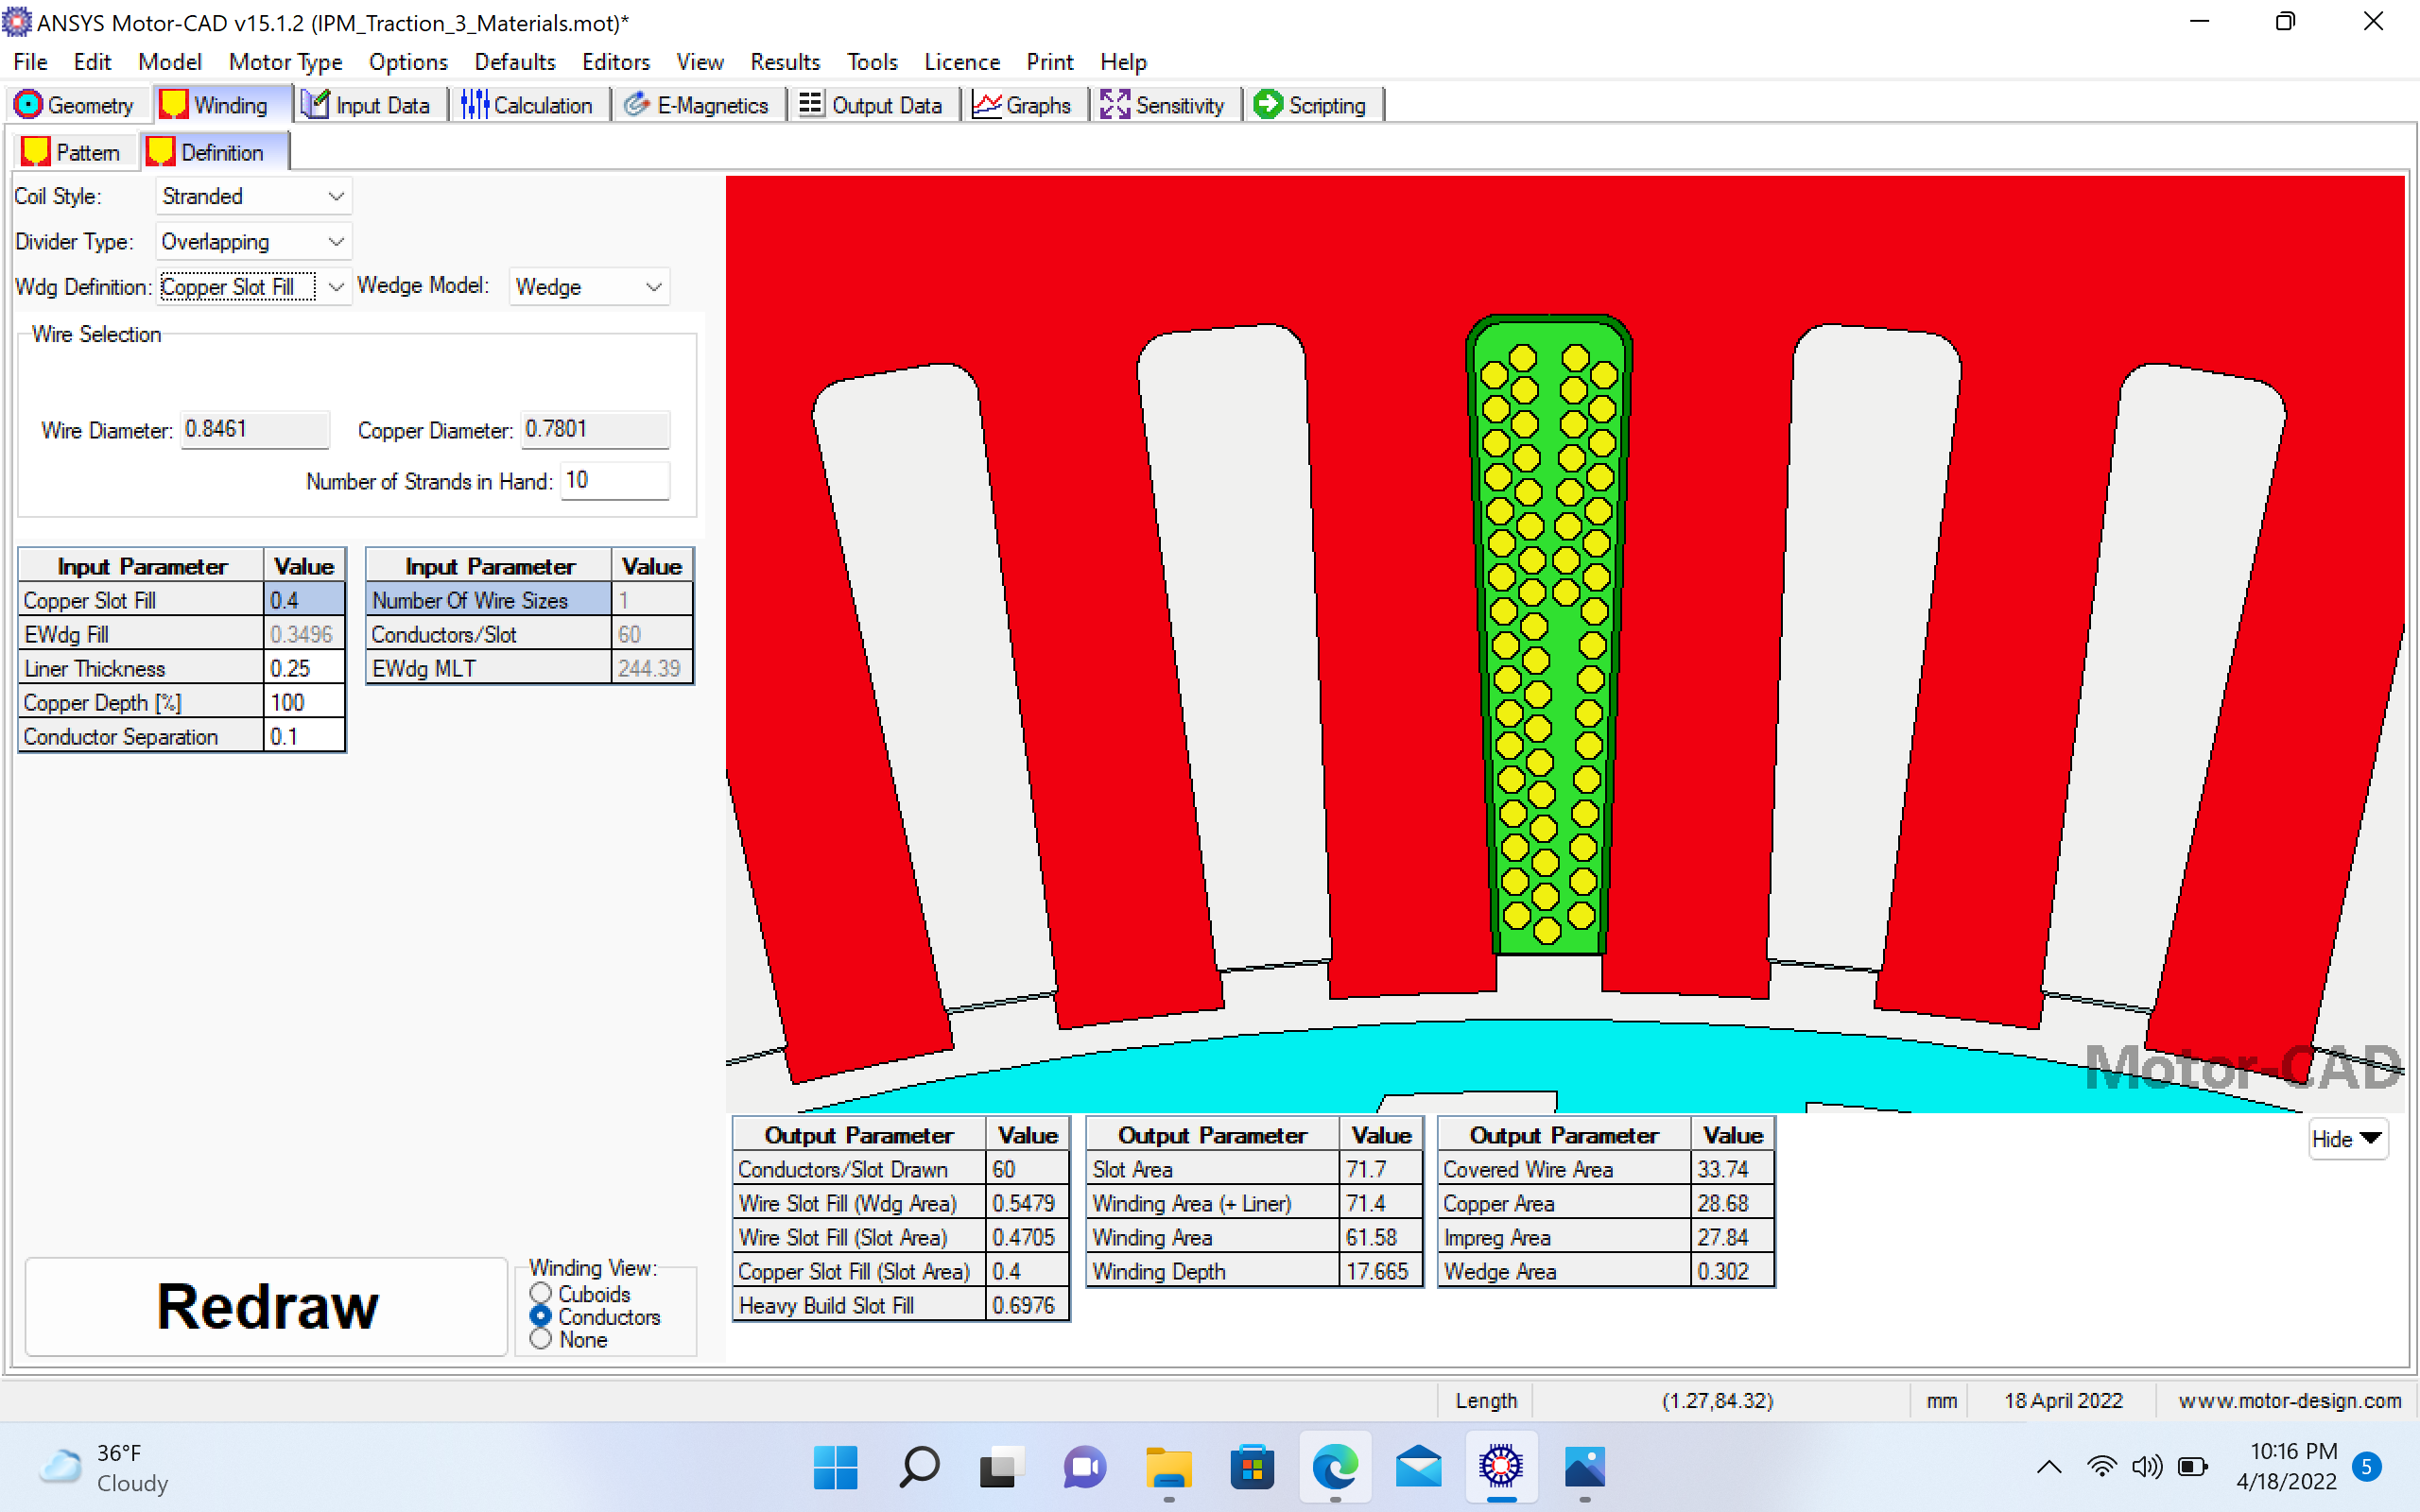 ANSYS Motor-CAD v15.1.2 (IPM_Traction_3_Materials.mot)*
File Edit Model Motor Type Options Defaults Editors View Results Tools Licence Print Help
Geometry Winding Input Data Calculation E-Magnetics Output Data Graphs Sensitivity Scripting
Pattern Definition
Coil Style: Stranded
Divider Type: Overlapping
Wdg Definition: Copper Slot Fill Wedge Model: Wedge
Wire Selection
Wire Diameter: 0.8461 Copper Diameter: 0.7801
Number of Strands in Hand: 10
Input Parameter Value Input Parameter Value
Copper Slot Fill 0.4 Number Of Wire Sizes 1
EWdg Fill 0.3496 Conductors/Slot 60
Liner Thickness 0.25 EWdg MLT 244.39
Copper Depth [%] 100
Conductor Separation 0.1
Motor-CAD
Output Parameter Value Output Parameter Value Output Parameter Value Hide
Conductors/Slot Drawn 60 Slot Area 71.7 Covered Wire Area 33.74
Wire Slot Fill (Wdg Area) 0.5479 Winding Area (+ Liner) 71.4 Copper Area 28.68
Wire Slot Fill (Slot Area) 0.4705 Winding Area 61.58 Impreg Area 27.84
Copper Slot Fill (Slot Area) 0.4 Winding Depth 17.665 Wedge Area 0.302
Heavy Build Slot Fill 0.6976
Redraw
Winding View:
Cuboids
Conductors
None
Length (1.27,84.32) mm 18 April 2022 www.motor-design.com
36°F
Cloudy
10:16 PM
4/18/2022
5